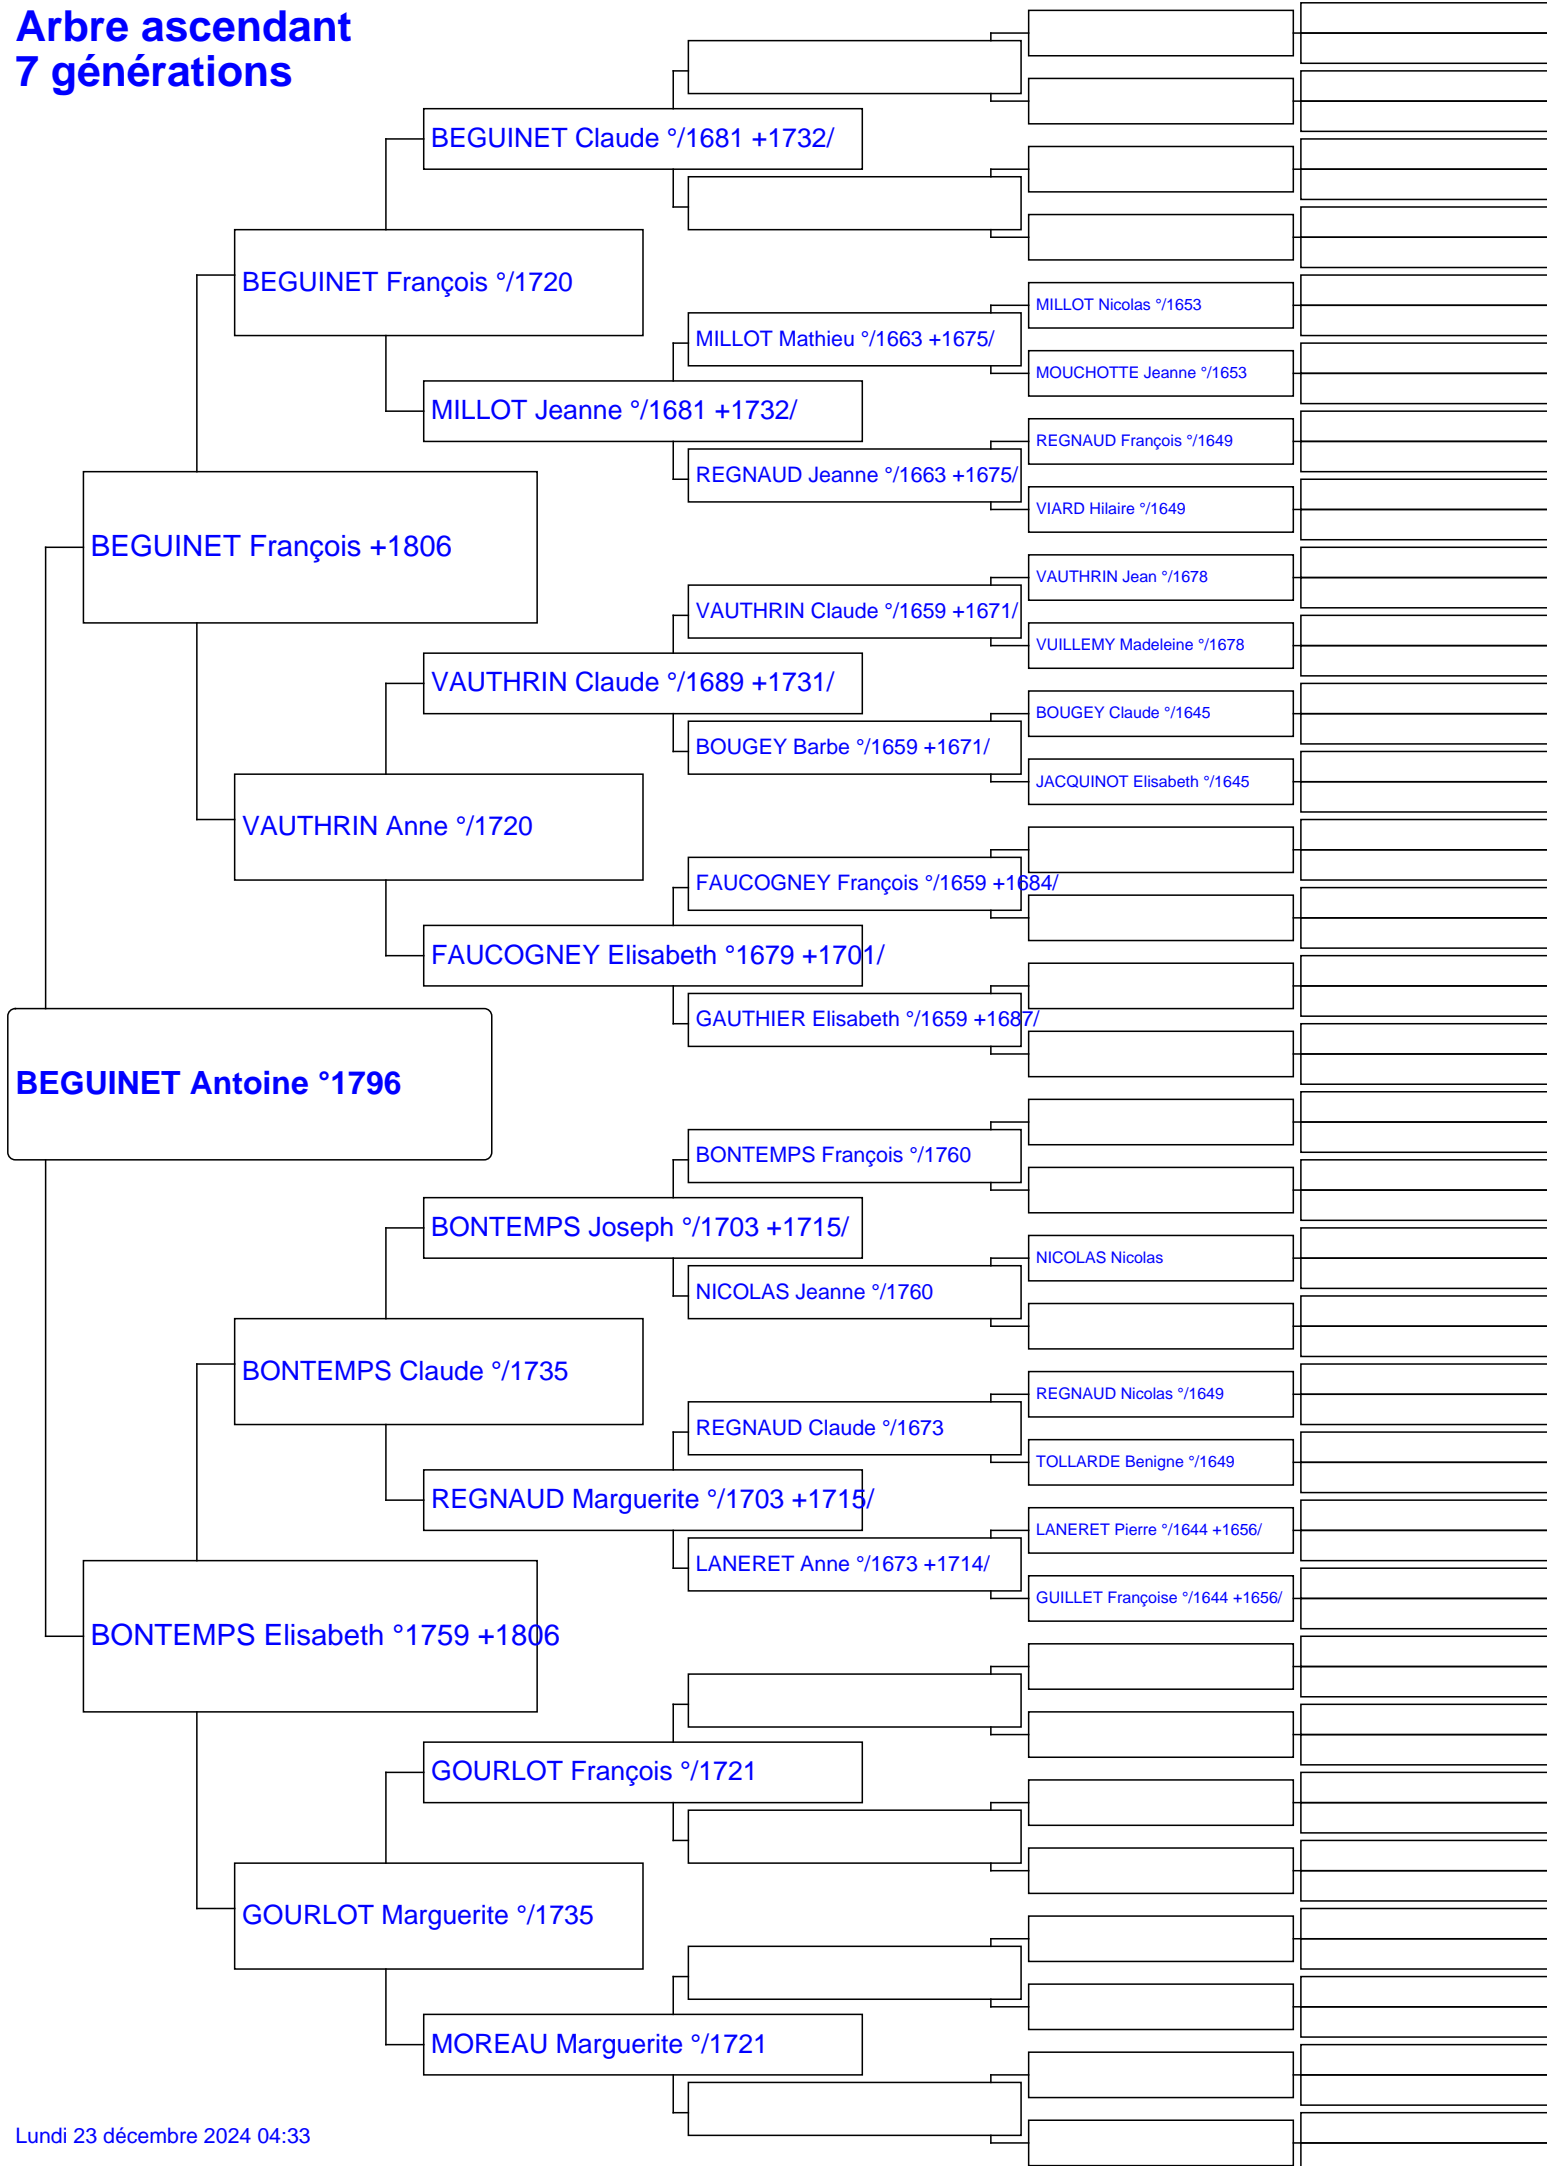 Arbre ascendant
7 générations
BEGUINET Claude °/1681 +1732/
BEGUINET François °/1720
MILLOT Nicolas °/1653
MILLOT Mathieu °/1663 +1675/
MOUCHOTTE Jeanne °/1653
MILLOT Jeanne °/1681 +1732/
REGNAUD François °/1649
REGNAUD Jeanne °/1663 +1675/
VIARD Hilaire °/1649
BEGUINET François +1806
VAUTHRIN Jean °/1678
VAUTHRIN Claude °/1659 +1671/
VUILLEMY Madeleine °/1678
VAUTHRIN Claude °/1689 +1731/
BOUGEY Claude °/1645
BOUGEY Barbe °/1659 +1671/
JACQUINOT Elisabeth °/1645
VAUTHRIN Anne °/1720
FAUCOGNEY François °/1659 +1684/
FAUCOGNEY Elisabeth °1679 +1701/
GAUTHIER Elisabeth °/1659 +1687/
BEGUINET Antoine °1796
BONTEMPS François °/1760
BONTEMPS Joseph °/1703 +1715/
NICOLAS Nicolas
NICOLAS Jeanne °/1760
BONTEMPS Claude °/1735
REGNAUD Nicolas °/1649
REGNAUD Claude °/1673
TOLLARDE Benigne °/1649
REGNAUD Marguerite °/1703 +1715/
LANERET Pierre °/1644 +1656/
LANERET Anne °/1673 +1714/
GUILLET Françoise °/1644 +1656/
BONTEMPS Elisabeth °1759 +1806
GOURLOT François °/1721
GOURLOT Marguerite °/1735
MOREAU Marguerite °/1721
Lundi 23 décembre 2024 04:33